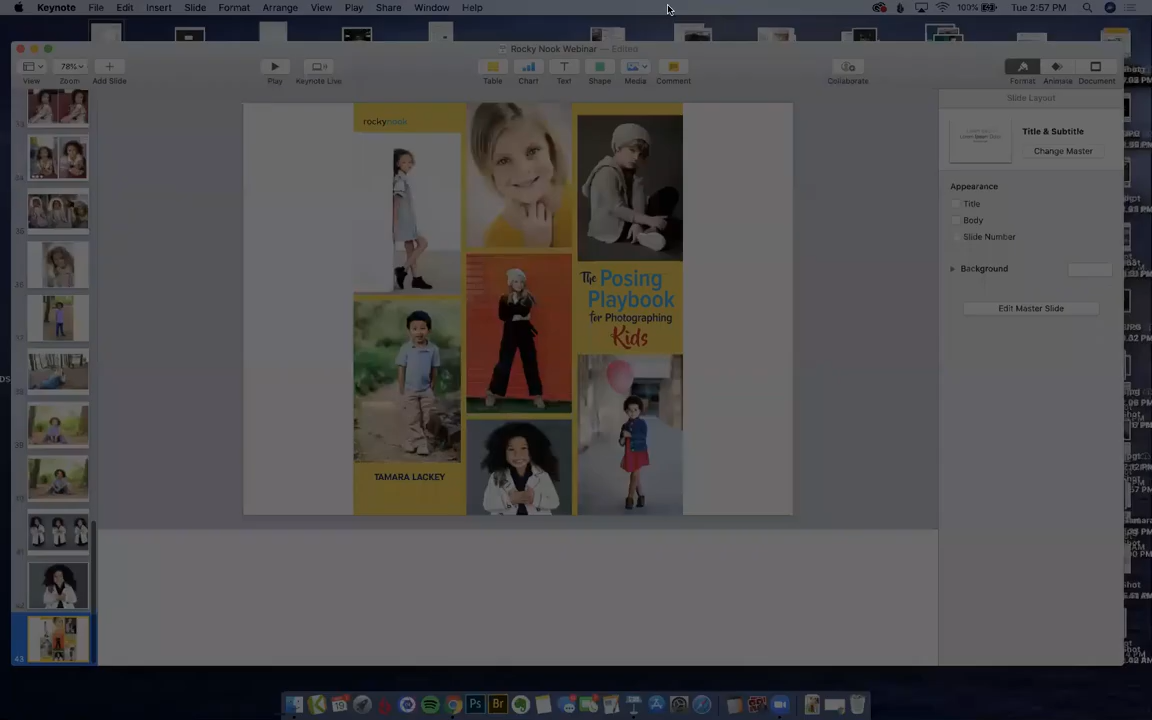 Keynote File Edit Insert Slide Format Arrange View Play Share Window Help
100% Tue 2:57 PM
Rocky Nook Webinar — Edited
78%
View Zoom Add Slide Play Keynote Live Table Chart Text Shape Media Comment Collaborate Format Animate Document
Slide Layout
Title & Subtitle
Change Master
Appearance
Title
Body
Slide Number
Background
Edit Master Slide
rockynook
The Posing
Playbook
for Photographing
Kids
TAMARA LACKEY
43